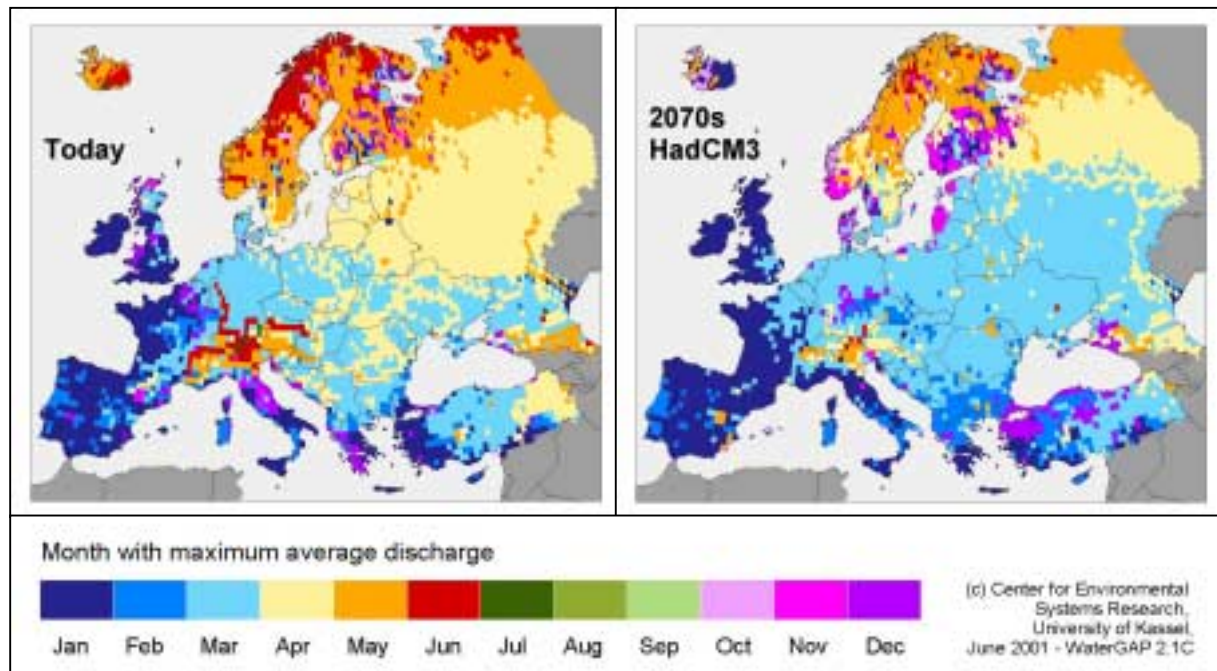 Today
2070s
HadCM3
Month with maximum average discharge
Jan Feb Mar Apr May Jun Jul Aug Sep Oct Nov Dec
(c) Center for Environmental
Systems Research,
University of Kassel,
June 2001 - WaterGAP 2.1C